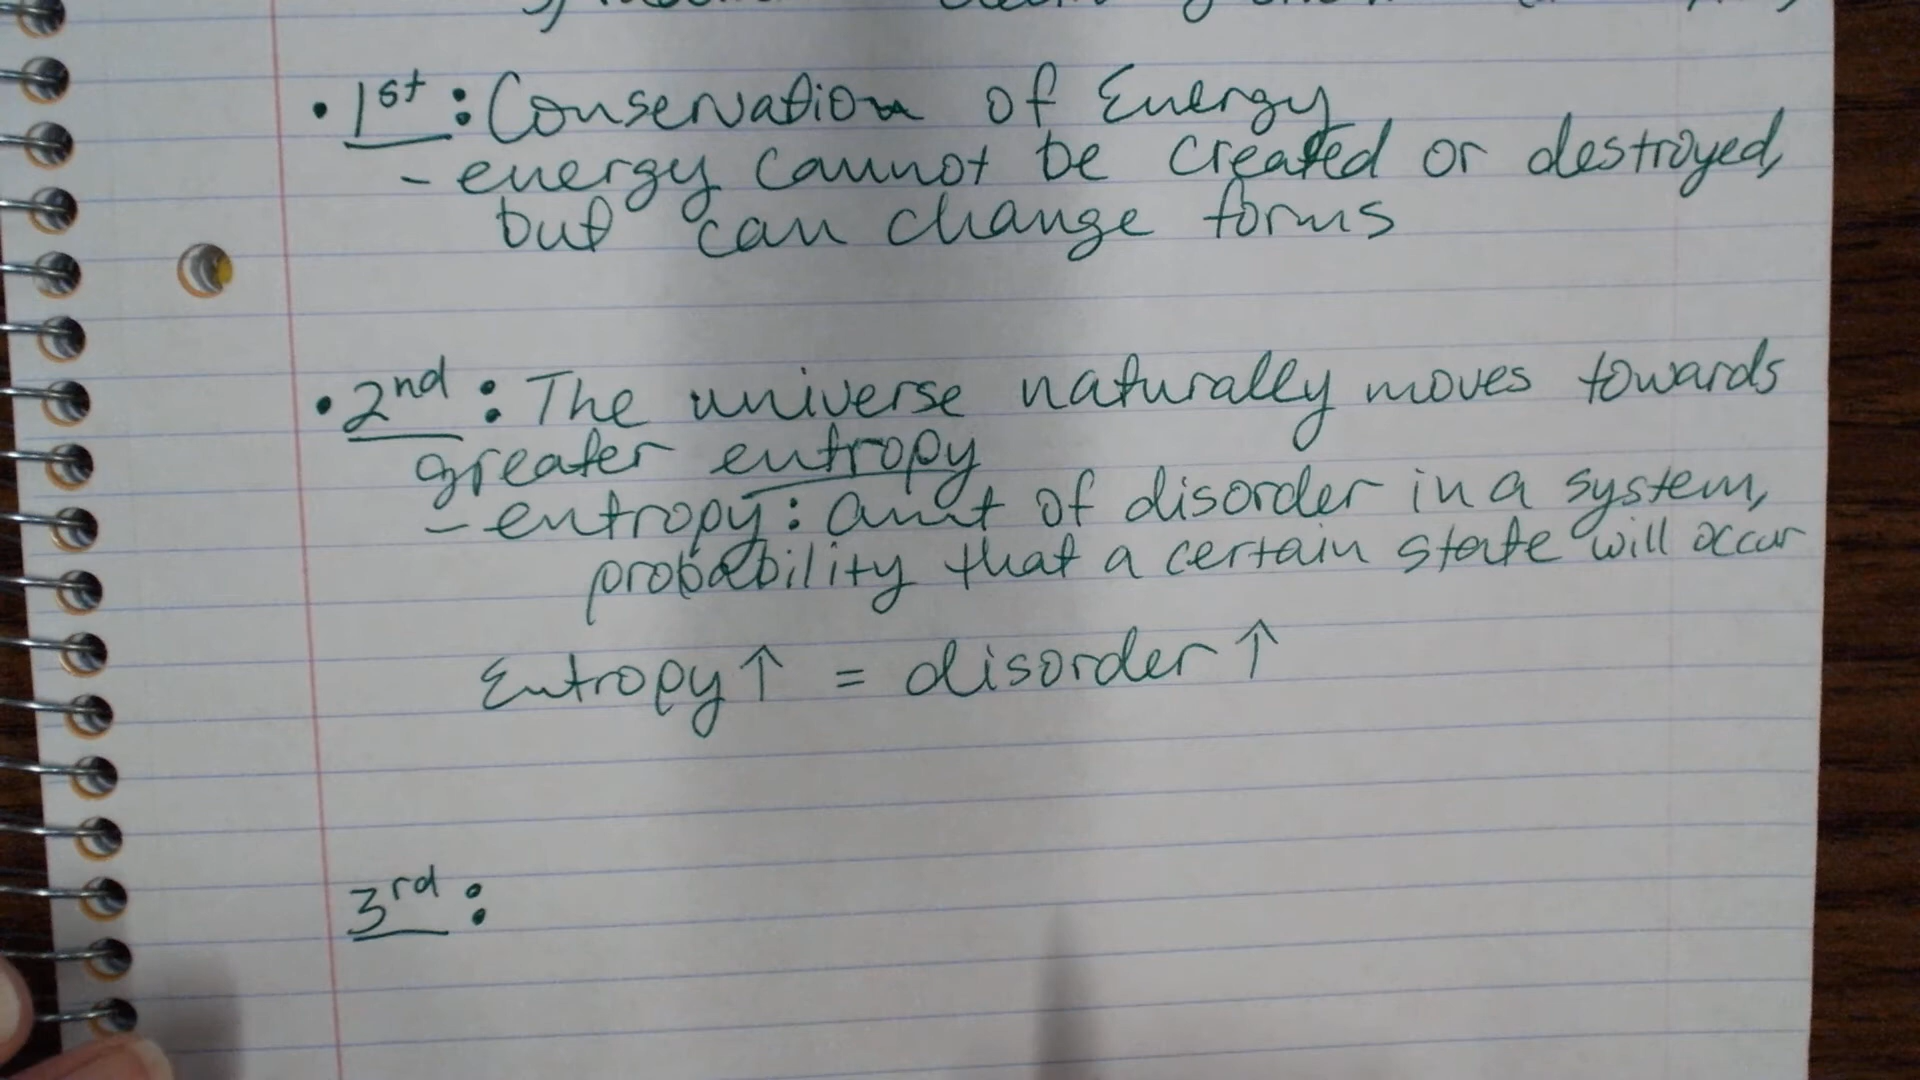 • 1st : Conservation of Energy
- energy cannot be created or destroyed,
but can change forms
• 2nd : The universe naturally moves towards
greater entropy
- entropy : amt of disorder in a system,
probability that a certain state will occur
Entropy ↑ = disorder ↑
3rd :